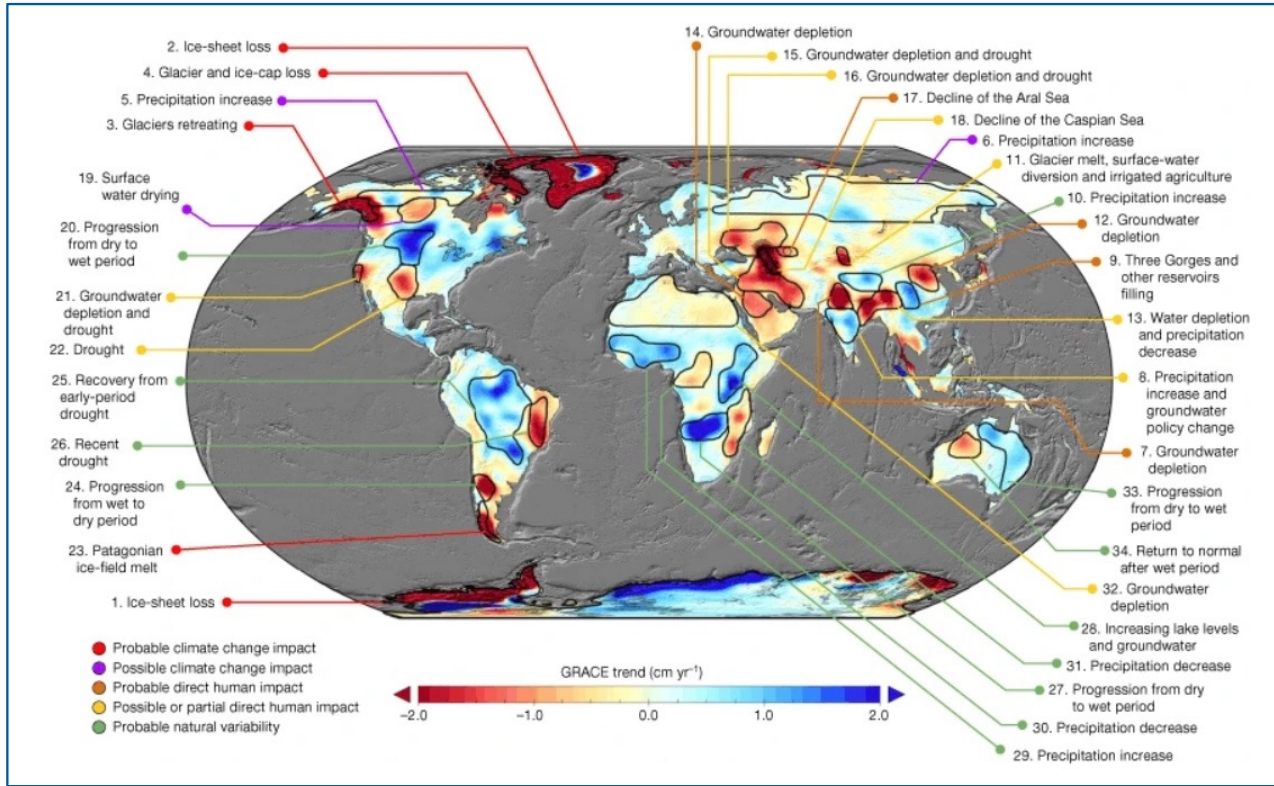 2. Ice-sheet loss
4. Glacier and ice-cap loss
5. Precipitation increase
3. Glaciers retreating
19. Surface
water drying
20. Progression
from dry to
wet period
21. Groundwater
depletion and
drought
22. Drought
25. Recovery from
early-period
drought
26. Recent
drought
24. Progression
from wet to
dry period
23. Patagonian
ice-field melt
1. Ice-sheet loss
14. Groundwater depletion
15. Groundwater depletion and drought
16. Groundwater depletion and drought
17. Decline of the Aral Sea
18. Decline of the Caspian Sea
6. Precipitation increase
11. Glacier melt, surface-water
diversion and irrigated agriculture
10. Precipitation increase
12. Groundwater
depletion
9. Three Gorges and
other reservoirs
filling
13. Water depletion
and precipitation
decrease
8. Precipitation
increase and
groundwater
policy change
7. Groundwater
depletion
33. Progression
from dry to wet
period
34. Return to normal
after wet period
32. Groundwater
depletion
28. Increasing lake levels
and groundwater
31. Precipitation decrease
27. Progression from dry
to wet period
30. Precipitation decrease
29. Precipitation increase
Probable climate change impact
Possible climate change impact
Probable direct human impact
Possible or partial direct human impact
Probable natural variability
GRACE trend (cm yr⁻¹)
−2.0 −1.0 0.0 1.0 2.0